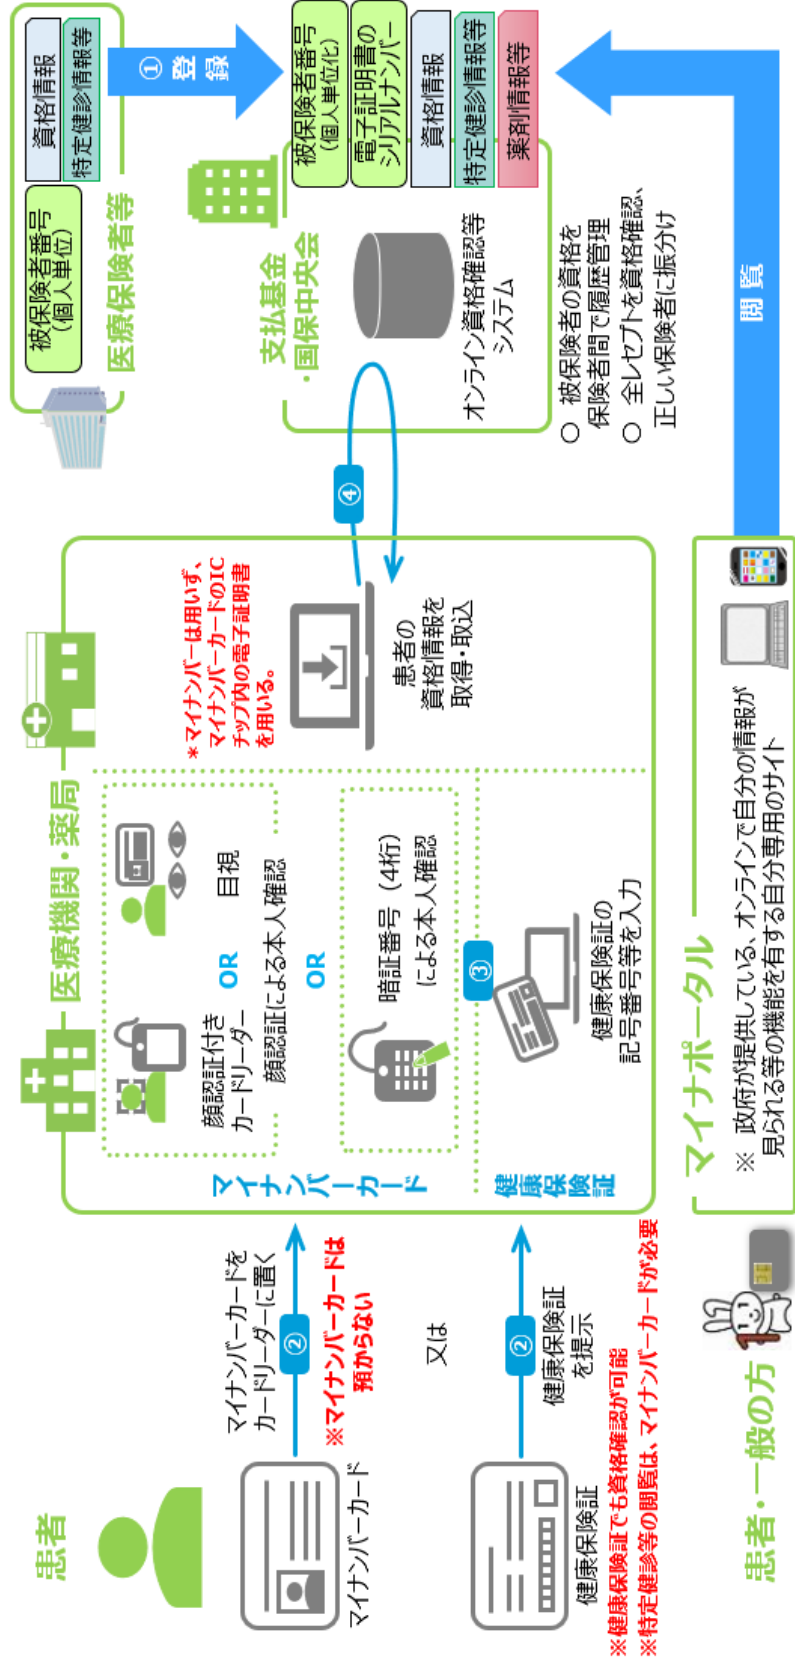 患者
マイナンバーカード
マイナンバーカードを
カードリーダーに置く
②
※マイナンバーカードは
預からない
又は
健康保険証
②
健康保険証
を提示
※健康保険証でも資格確認が可能
※特定健診等の閲覧は、マイナンバーカードが必要
医療機関・薬局
マイナンバーカード
顔認証付き
カードリーダー
OR
目視
顔認証による本人確認
OR
暗証番号（4桁）
による本人確認
健康保険証
③
健康保険証の
記号番号等を入力
＊マイナンバーは用いず、
マイナンバーカードのIC
チップ内の電子証明書
を用いる。
患者の
資格情報を
取得・取込
④
医療保険者等
被保険者番号
（個人単位）
資格情報
特定健診情報等
①
登録
支払基金
・国保中央会
オンライン資格確認等
システム
被保険者番号
（個人単位化）
電子証明書の
シリアルナンバー
資格情報
特定健診情報等
薬剤情報等
○ 被保険者の資格を
保険者間で履歴管理
○ 全レセプトを資格確認、
正しい保険者に振分け
患者・一般の方
マイナポータル
※ 政府が提供している、オンラインで自分の情報が
見られる等の機能を有する自分専用のサイト
閲覧